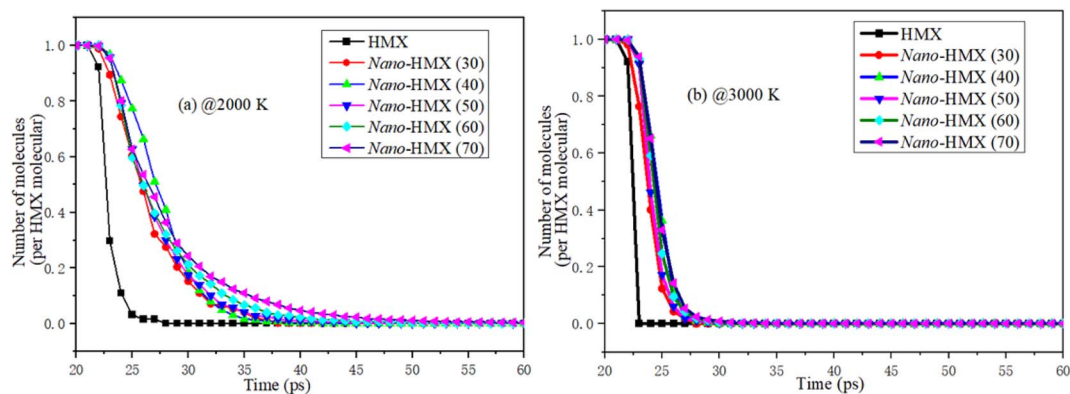 1.0
0.8
0.6
0.4
0.2
0.0
Number of molecules
(per HMX molecular)
(a) @2000 K
HMX
Nano-HMX (30)
Nano-HMX (40)
Nano-HMX (50)
Nano-HMX (60)
Nano-HMX (70)
20 25 30 35 40 45 50 55 60
Time (ps)
1.0
0.8
0.6
0.4
0.2
0.0
Number of molecules
(per HMX molecular)
(b) @3000 K
HMX
Nano-HMX (30)
Nano-HMX (40)
Nano-HMX (50)
Nano-HMX (60)
Nano-HMX (70)
20 25 30 35 40 45 50 55 60
Time (ps)